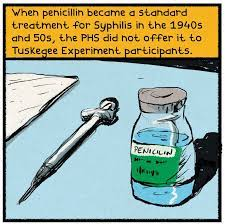 When penicillin became a standard
treatment for Syphilis in the 1940s
and 50s, the PHS did not offer it to
Tuskegee Experiment participants.
PENICILIN